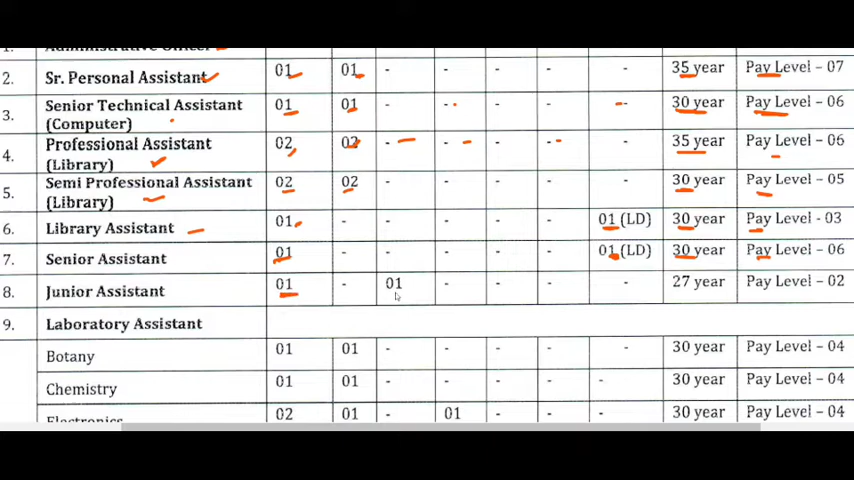 1. Administrative Officer
2. Sr. Personal Assistant 01 01 - - - - - 35 year Pay Level – 07
3. Senior Technical Assistant (Computer) 01 01 - - - - - 30 year Pay Level – 06
4. Professional Assistant (Library) 02 02 - - - - - 35 year Pay Level – 06
5. Semi Professional Assistant (Library) 02 02 - - - - - 30 year Pay Level – 05
6. Library Assistant 01 - - - - - 01 (LD) 30 year Pay Level - 03
7. Senior Assistant 01 - - - - - 01 (LD) 30 year Pay Level – 06
8. Junior Assistant 01 - 01 - - - - 27 year Pay Level – 02
9. Laboratory Assistant
Botany 01 01 - - - - - 30 year Pay Level – 04
Chemistry 01 01 - - - - - 30 year Pay Level – 04
Electronics 02 01 - 01 - - - 30 year Pay Level – 04